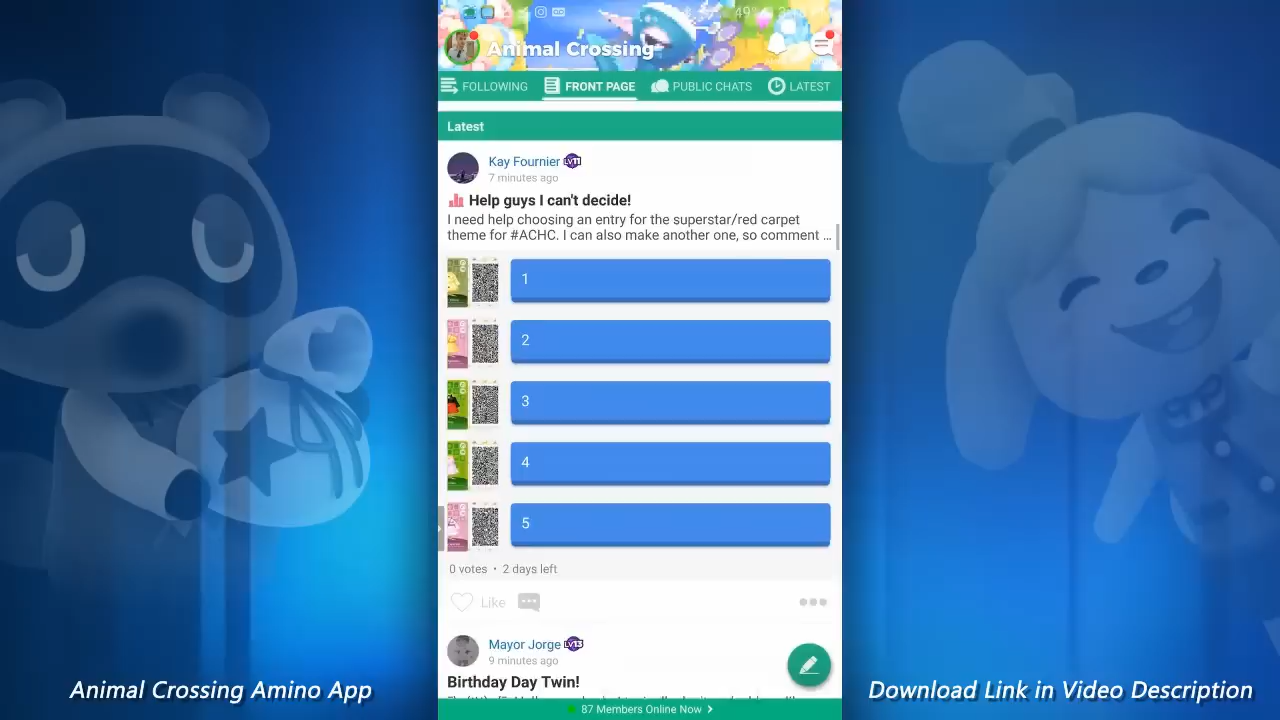 49%
Animal Crossing
FOLLOWING
FRONT PAGE
PUBLIC CHATS
LATEST
Latest
Kay Fournier Lv11
7 minutes ago
Help guys I can't decide!
I need help choosing an entry for the superstar/red carpet
theme for #ACHC. I can also make another one, so comment ...
1
2
3
4
5
0 votes • 2 days left
Like
Mayor Jorge Lv13
9 minutes ago
Birthday Day Twin!
87 Members Online Now
Animal Crossing Amino App
Download Link in Video Description